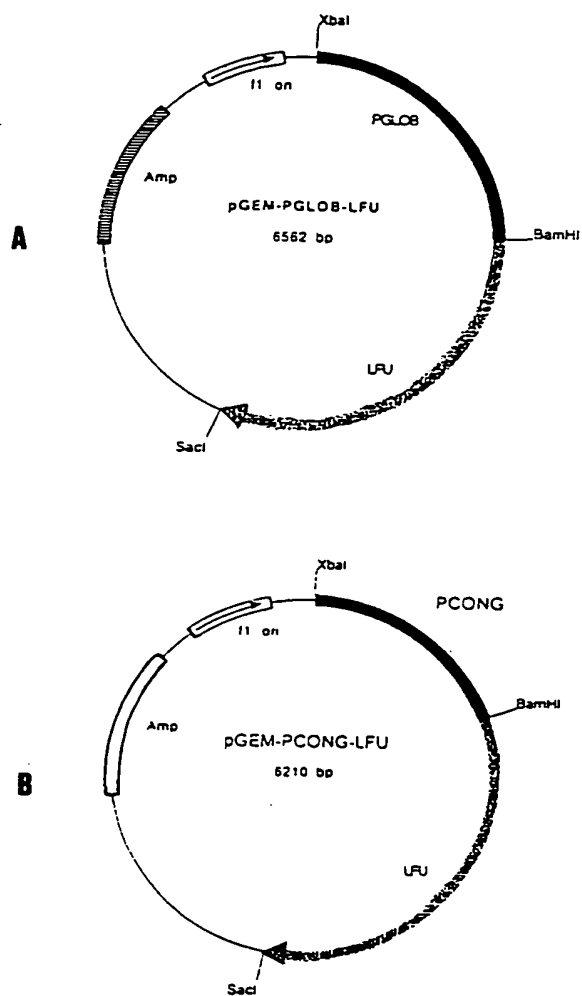 XbaI
f1 ori
PGLOB
Amp
pGEM-PGLOB-LFU
6562 bp
A
BamHI
LFU
SacI
XbaI
PCONG
f1 ori
BamHI
Amp
pGEM-PCONG-LFU
6210 bp
B
LFU
SacI